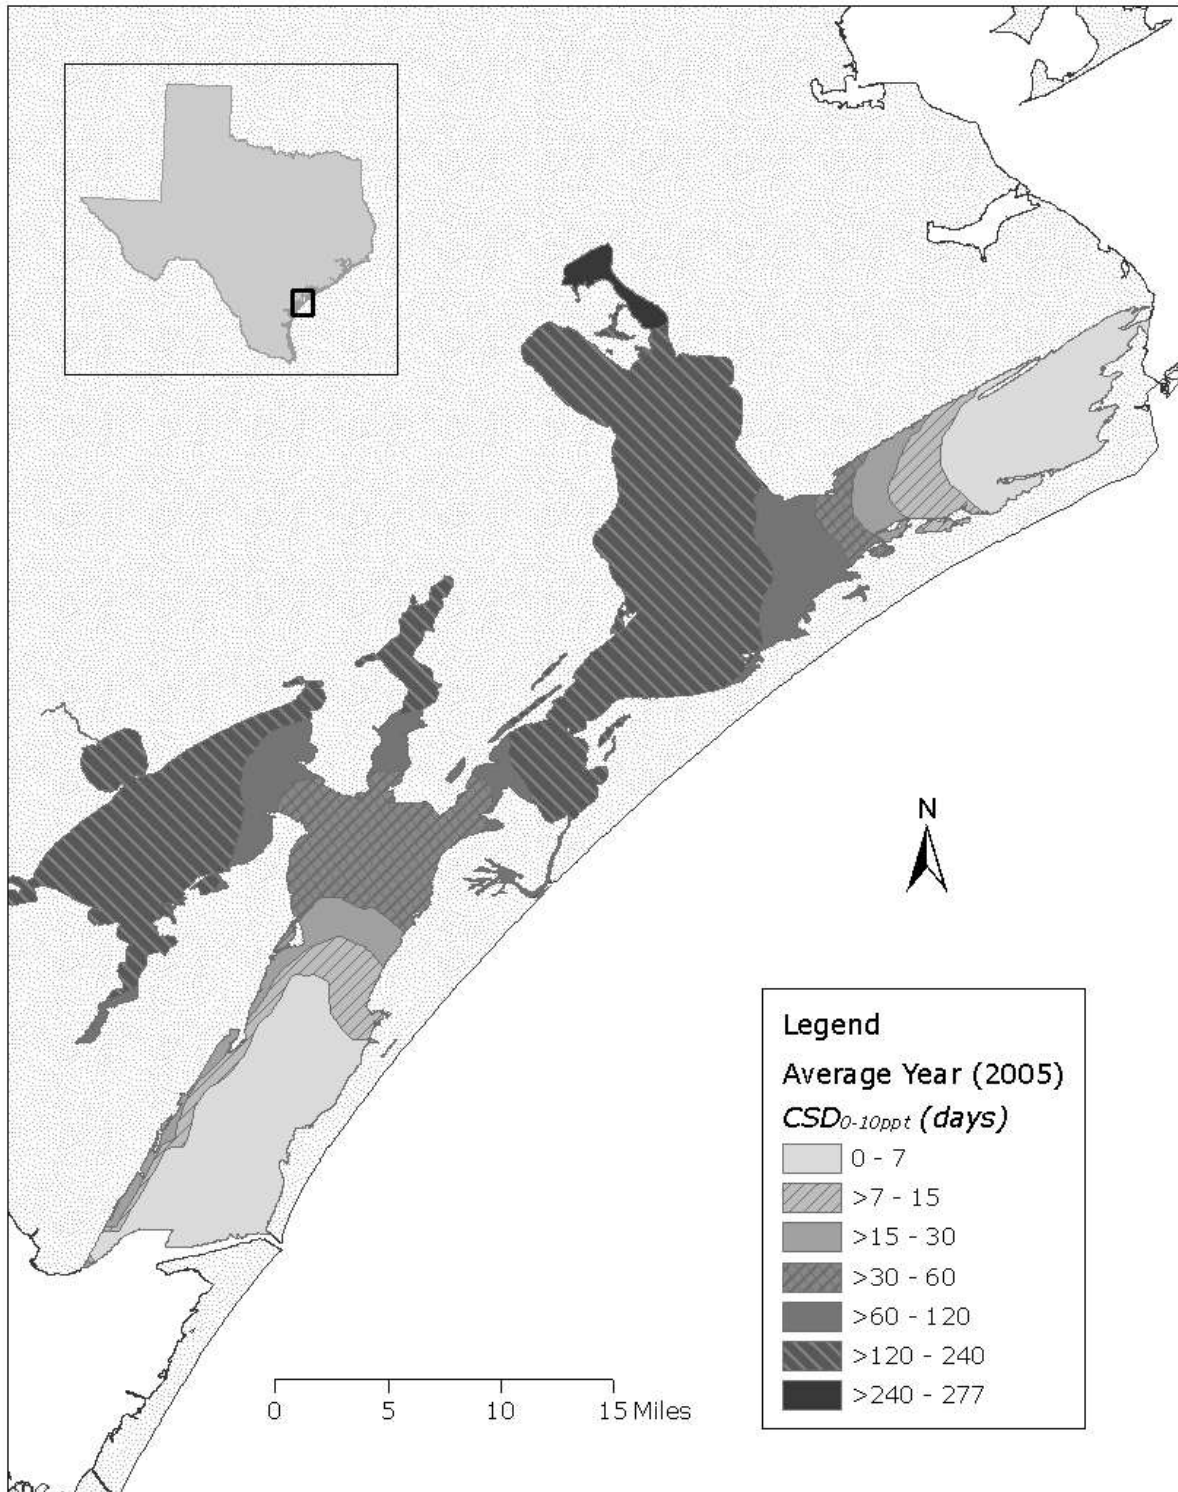 N
Legend
Average Year (2005)
CSD0-10ppt (days)
0 - 7
>7 - 15
>15 - 30
>30 - 60
>60 - 120
>120 - 240
>240 - 277
0 5 10 15 Miles